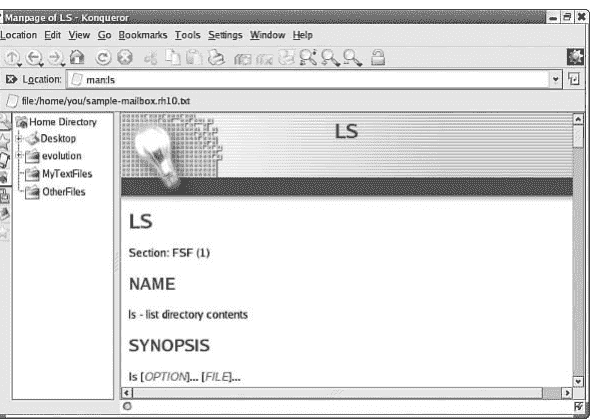 Manpage of LS - Konqueror
Location Edit View Go Bookmarks Tools Settings Window Help
Location: man:ls
file:/home/you/sample-mailbox.rh10.txt
Home Directory
Desktop
evolution
MyTextFiles
OtherFiles
LS
LS
Section: FSF (1)
NAME
ls - list directory contents
SYNOPSIS
ls [OPTION]... [FILE]...